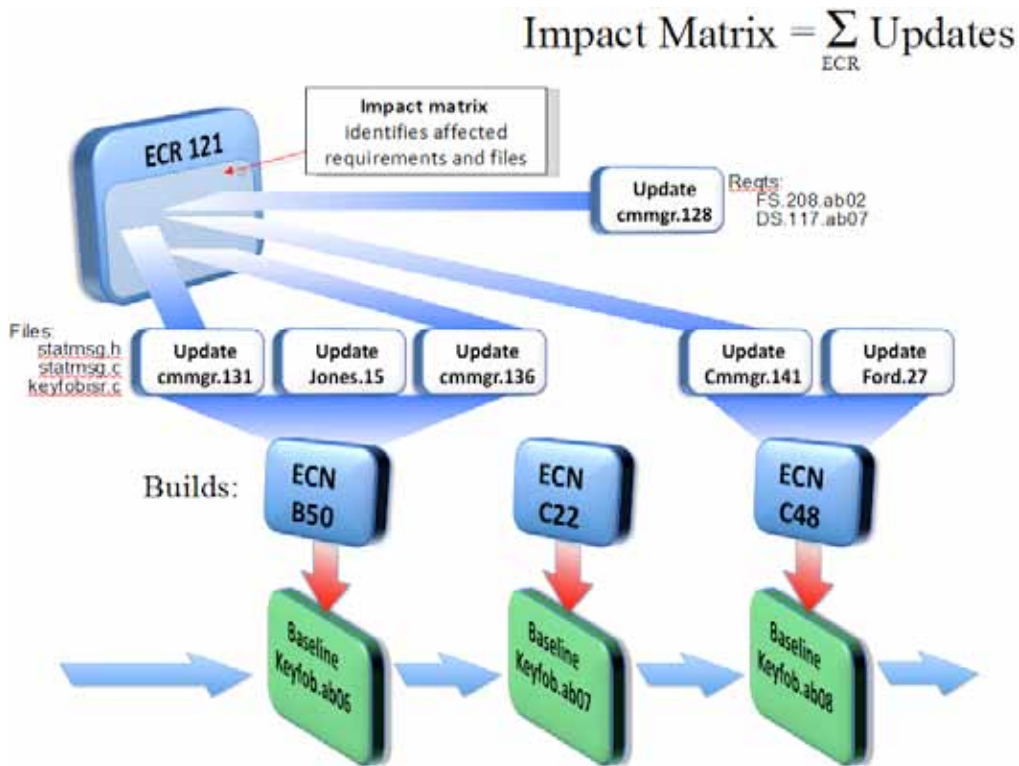 Impact Matrix = Σ Updates
ECR
Impact matrix
identifies affected
requirements and files
ECR 121
Update
cmmgr.128
Reqts:
FS.208.ab02
DS.117.ab07
Files:
statmsg.h
statmsg.c
keyfobisr.c
Update
cmmgr.131
Update
Jones.15
Update
cmmgr.136
Update
Cmmgr.141
Update
Ford.27
Builds:
ECN
B50
ECN
C22
ECN
C48
Baseline
Keyfob.ab06
Baseline
Keyfob.ab07
Baseline
Keyfob.ab08